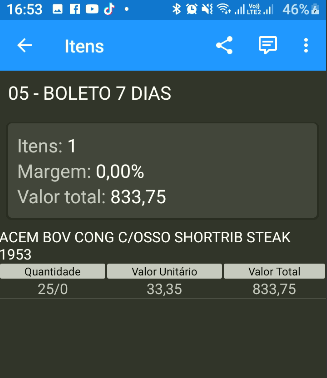 16:53 46%
Itens
05 - BOLETO 7 DIAS
Itens: 1
Margem: 0,00%
Valor total: 833,75
ACEM BOV CONG C/OSSO SHORTRIB STEAK
1953
Quantidade Valor Unitário Valor Total
25/0 33,35 833,75